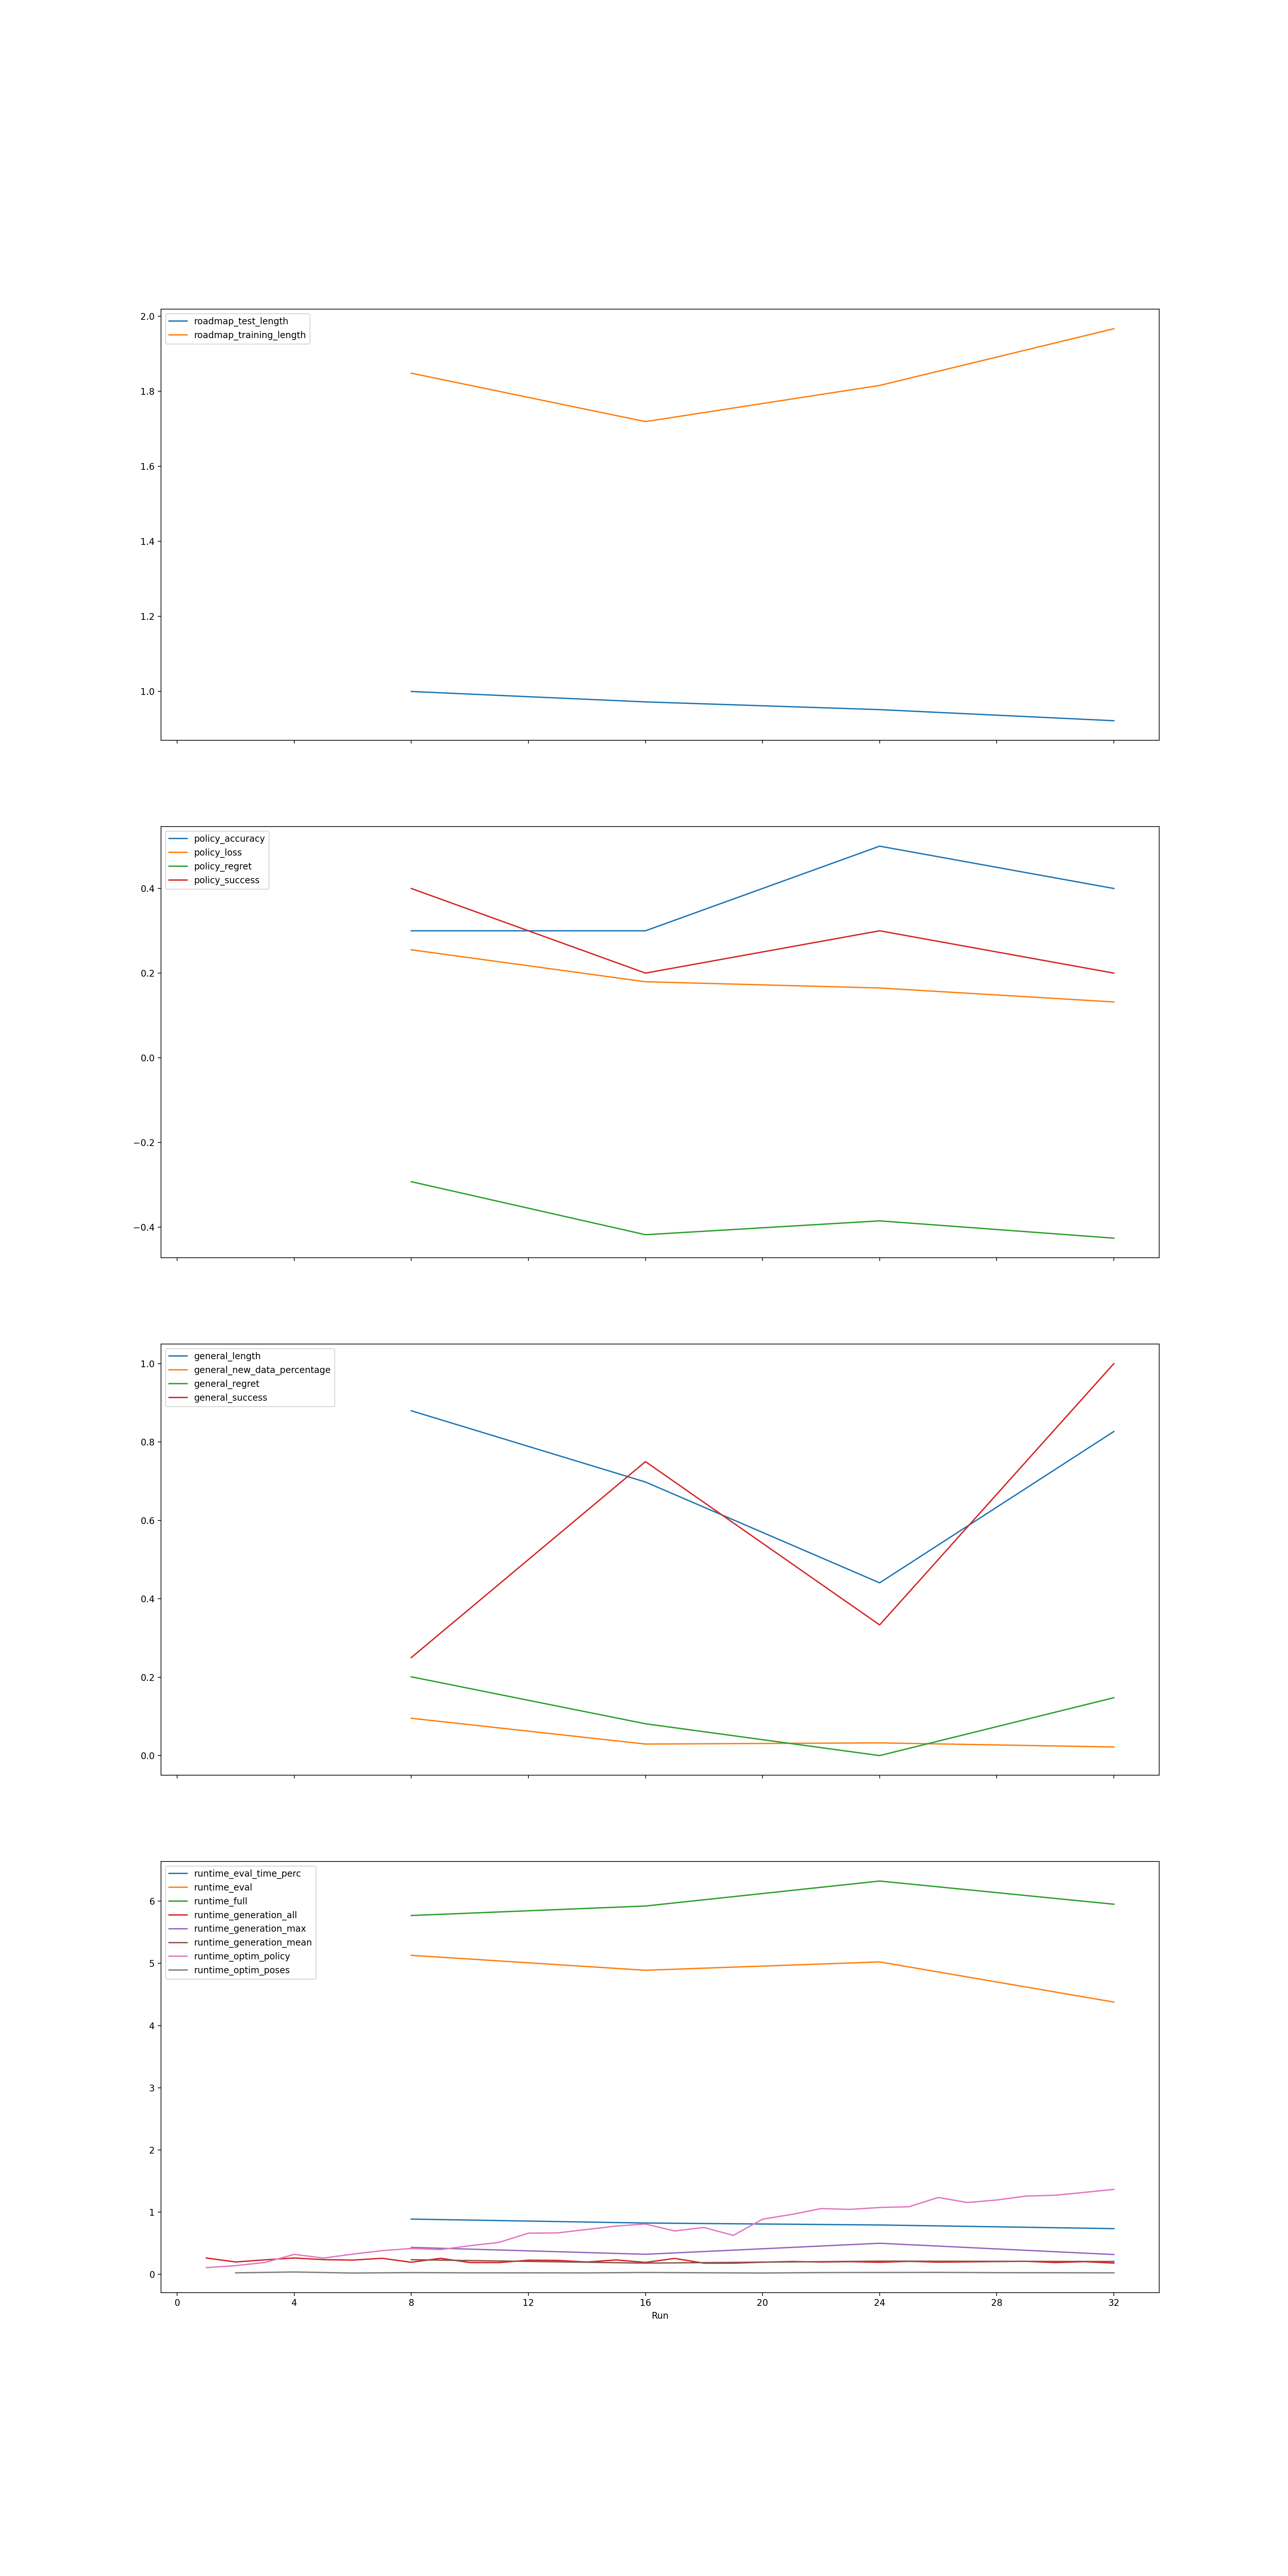 roadmap_test_length
roadmap_training_length
2.0
1.8
1.6
1.4
1.2
1.0
policy_accuracy
policy_loss
policy_regret
policy_success
0.4
0.2
0.0
−0.2
−0.4
general_length
general_new_data_percentage
general_regret
general_success
1.0
0.8
0.6
0.4
0.2
0.0
runtime_eval_time_perc
runtime_eval
runtime_full
runtime_generation_all
runtime_generation_max
runtime_generation_mean
runtime_optim_policy
runtime_optim_poses
6
5
4
3
2
1
0
0 4 8 12 16 20 24 28 32
Run